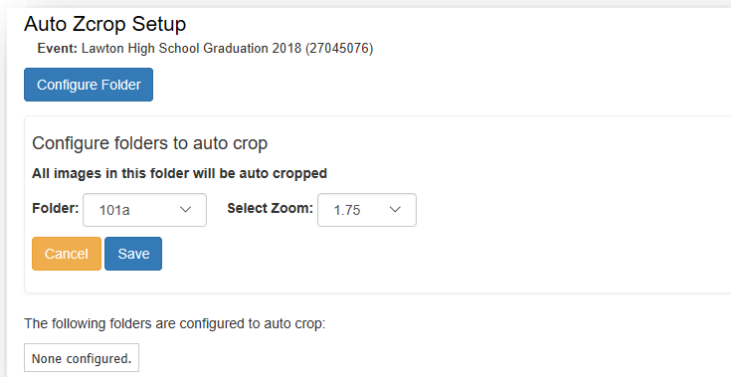 Auto Zcrop Setup
Event: Lawton High School Graduation 2018 (27045076)
Configure Folder
Configure folders to auto crop
All images in this folder will be auto cropped
Folder: 101a Select Zoom: 1.75
Cancel Save
The following folders are configured to auto crop:
None configured.